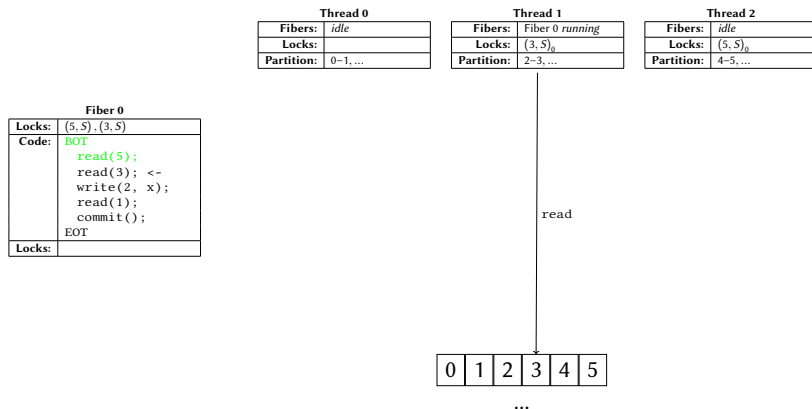 Thread 0
Fibers: idle
Locks:
Partition: 0–1, ...
Thread 1
Fibers: Fiber 0 running
Locks: (3, S)₀
Partition: 2–3, ...
Thread 2
Fibers: idle
Locks: (5, S)₀
Partition: 4–5, ...
Fiber 0
Locks: (5, S) , (3, S)
Code: BOT
read(5);
read(3); <-
write(2, x);
read(1);
commit();
EOT
Locks:
read
0 1 2 3 4 5
...